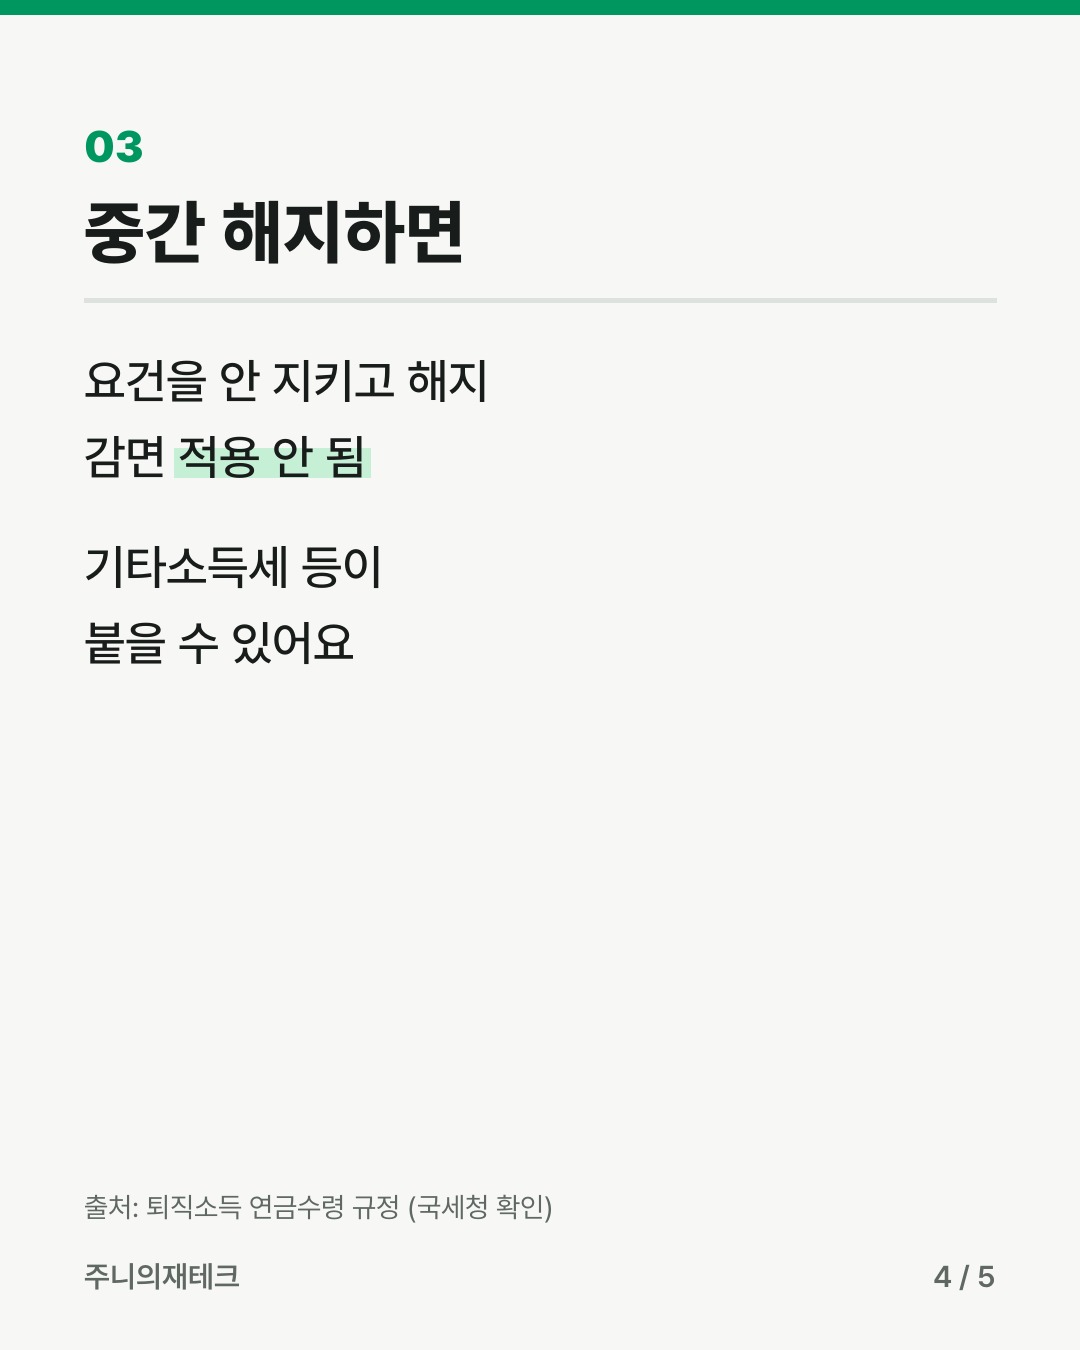 03
중간 해지하면
요건을 안 지키고 해지
감면 적용 안 됨
기타소득세 등이
붙을 수 있어요
출처: 퇴직소득 연금수령 규정 (국세청 확인)
주니의재테크
4 / 5